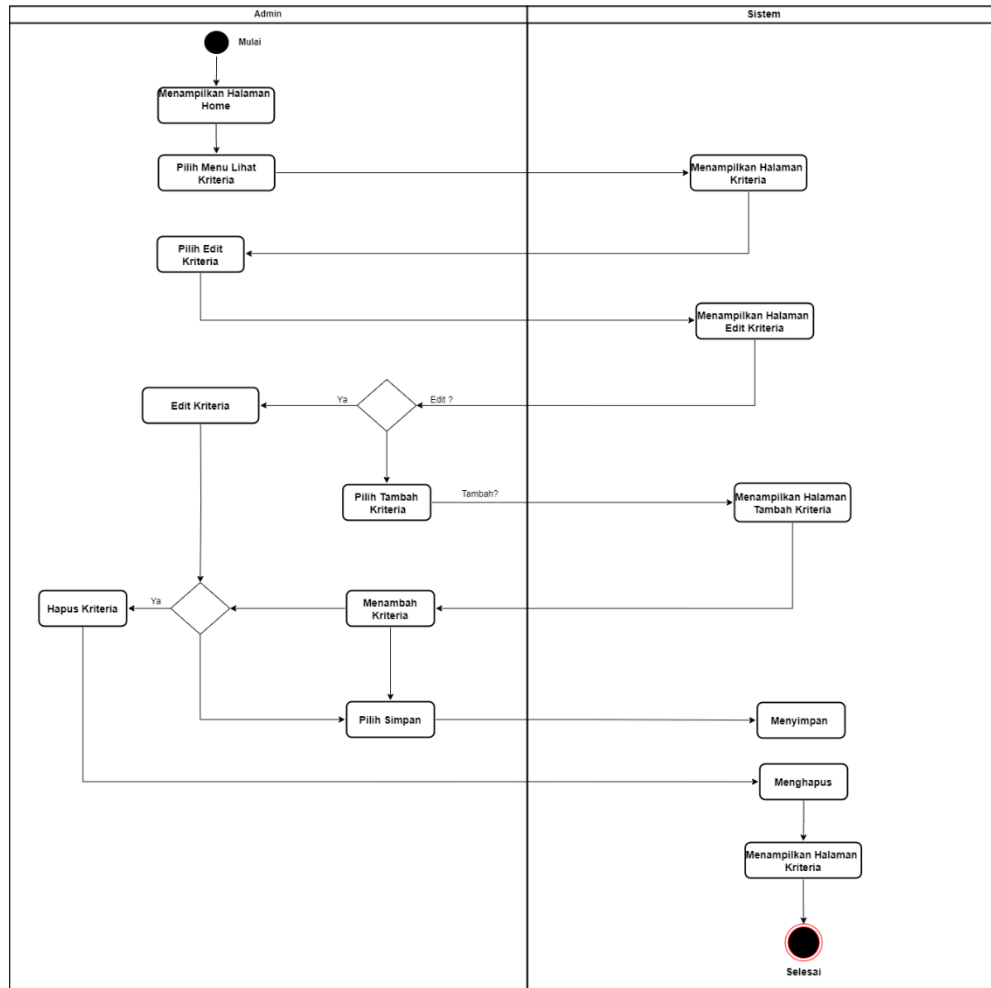 Admin
Sistem
Mulai
Menampilkan Halaman
Home
Pilih Menu Lihat
Kriteria
Menampilkan Halaman
Kriteria
Pilih Edit
Kriteria
Menampilkan Halaman
Edit Kriteria
Edit Kriteria
Ya
Edit ?
Pilih Tambah
Kriteria
Tambah?
Menampilkan Halaman
Tambah Kriteria
Hapus Kriteria
Ya
Menambah
Kriteria
Pilih Simpan
Menyimpan
Menghapus
Menampilkan Halaman
Kriteria
Selesai